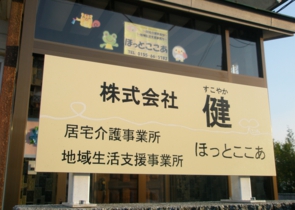 ほっとここあ
株式会社
すこやか
健
居宅介護事業所
地域生活支援事業所
ほっとここあ